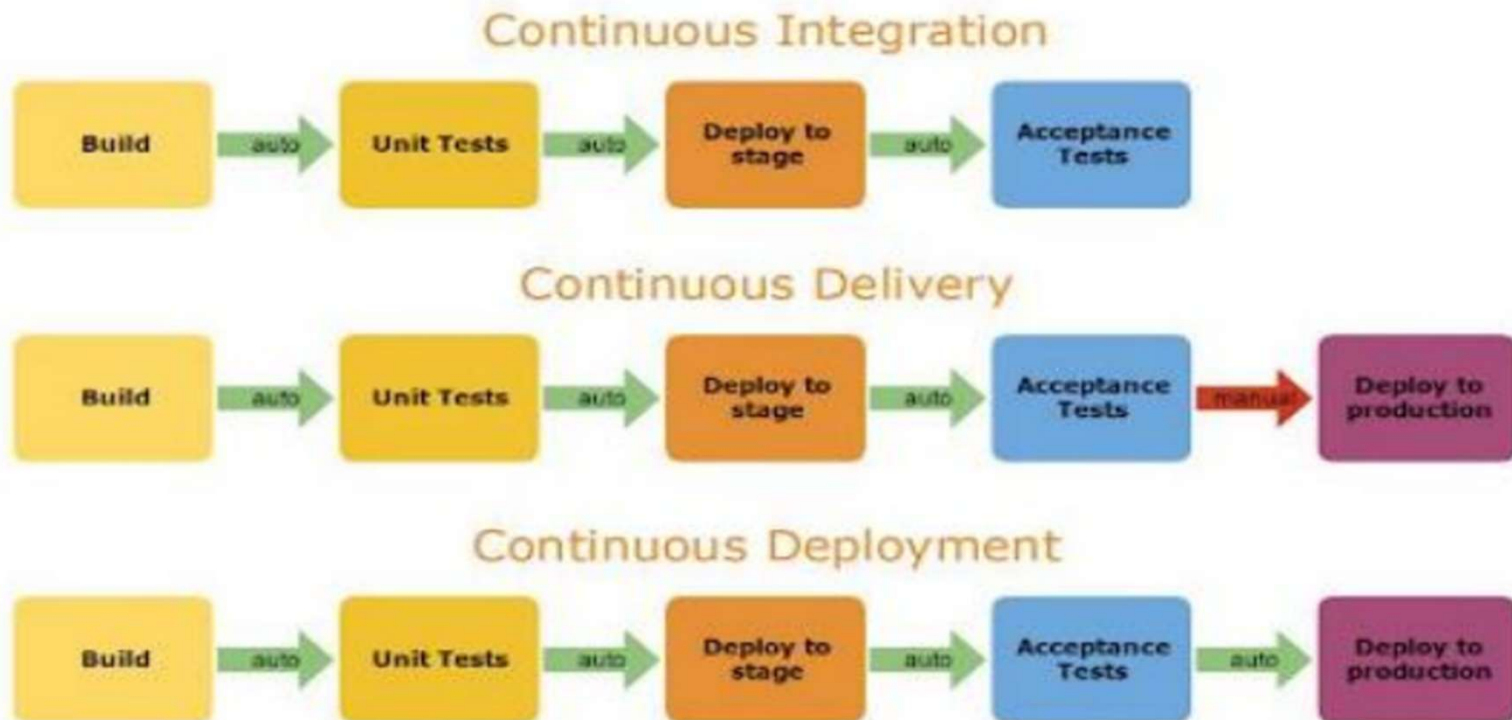 Continuous Integration
Build
auto
Unit Tests
auto
Deploy to
stage
auto
Acceptance
Tests
Continuous Delivery
Build
auto
Unit Tests
auto
Deploy to
stage
auto
Acceptance
Tests
manual
Deploy to
production
Continuous Deployment
Build
auto
Unit Tests
auto
Deploy to
stage
auto
Acceptance
Tests
auto
Deploy to
production